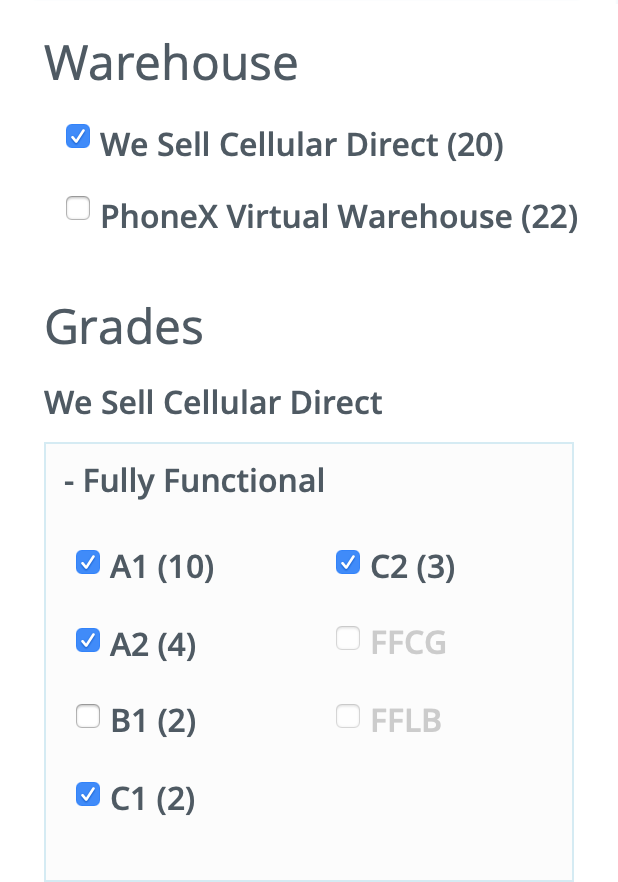 Warehouse
We Sell Cellular Direct (20)
PhoneX Virtual Warehouse (22)
Grades
We Sell Cellular Direct
- Fully Functional
A1 (10)
A2 (4)
B1 (2)
C1 (2)
C2 (3)
FFCG
FFLB